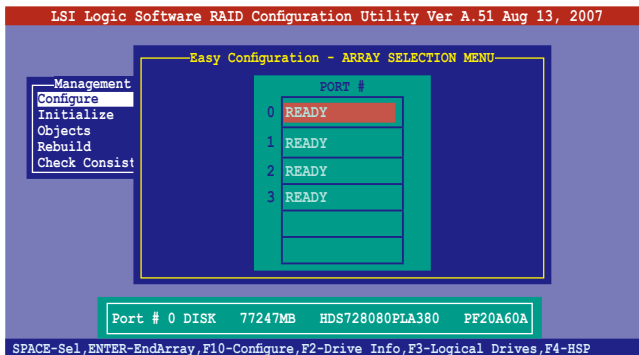 LSI Logic Software RAID Configuration Utility Ver A.51 Aug 13, 2007
Easy Configuration - ARRAY SELECTION MENU
Management
Configure
Initialize
Objects
Rebuild
Check Consist
PORT #
0 READY
1 READY
2 READY
3 READY
Port # 0 DISK 77247MB HDS728080PLA380 PF20A60A
SPACE-Sel,ENTER-EndArray,F10-Configure,F2-Drive Info,F3-Logical Drives,F4-HSP